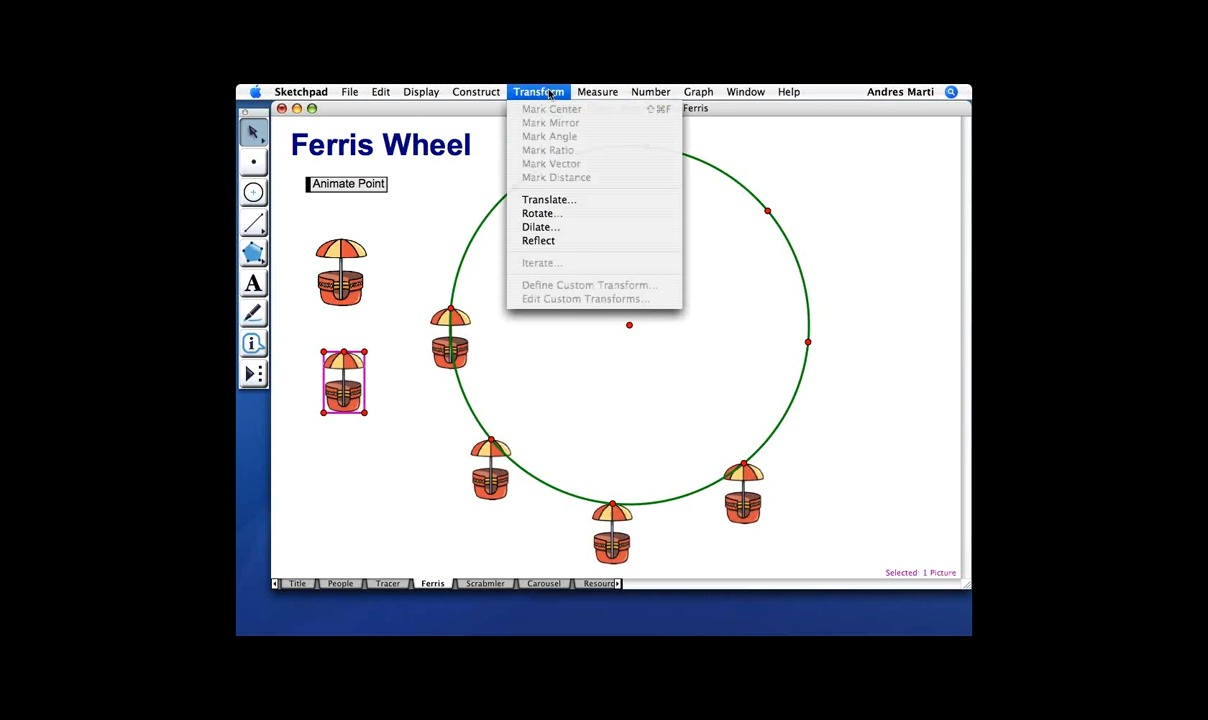 Sketchpad File Edit Display Construct Transform Measure Number Graph Window Help Andres Marti
Ferris
Ferris Wheel
Animate Point
Mark Center ⇧⌘F
Mark Mirror
Mark Angle
Mark Ratio
Mark Vector
Mark Distance
Translate...
Rotate...
Dilate...
Reflect
Iterate...
Define Custom Transform...
Edit Custom Transforms...
A
Selected: 1 Picture
Title People Tracer Ferris Scrabmler Carousel Resourc